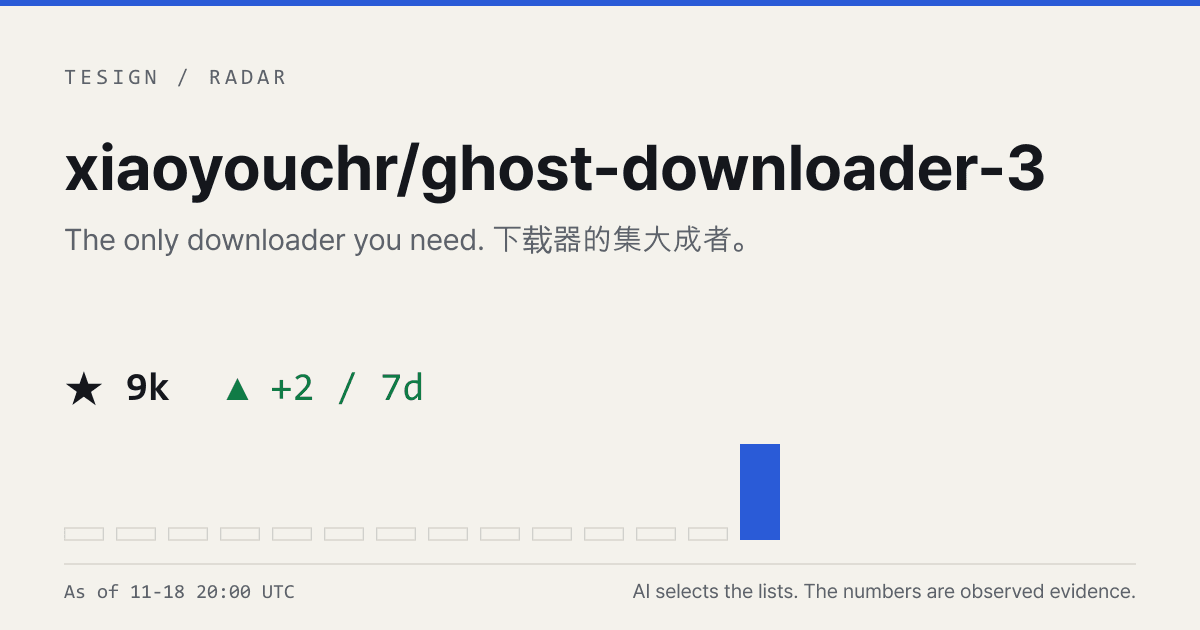 TESIGN / RADAR
xiaoyouchr/ghost-downloader-3
The only downloader you need. 下载器的集大成者。
★ 9k ▲ +2 / 7d
As of 11-18 20:00 UTC
AI selects the lists. The numbers are observed evidence.